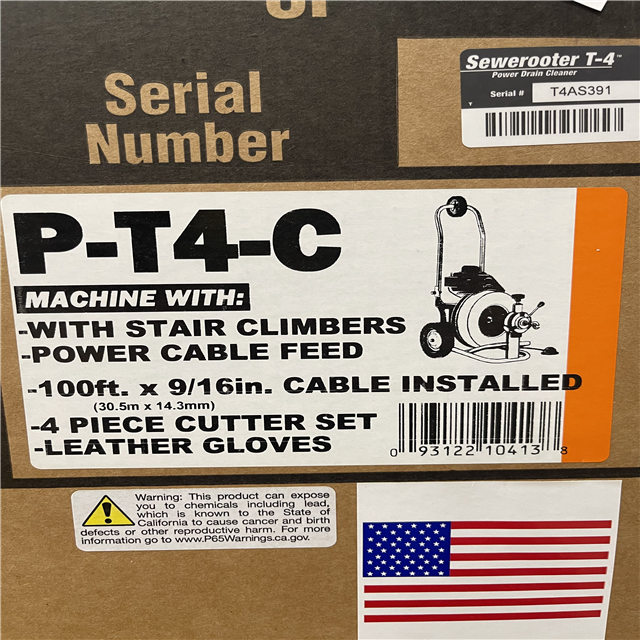 Serial
Number
Sewerooter T-4™
Power Drain Cleaner
Serial #
T4AS391
P-T4-C
MACHINE WITH:
-WITH STAIR CLIMBERS
-POWER CABLE FEED
-100ft. x 9/16in. CABLE INSTALLED
(30.5m x 14.3mm)
-4 PIECE CUTTER SET
-LEATHER GLOVES
0 93122 10413 8
Warning: This product can expose
you to chemicals including lead,
which is known to the State of
California to cause cancer and birth
defects or other reproductive harm. For more
information go to www.P65Warnings.ca.gov.